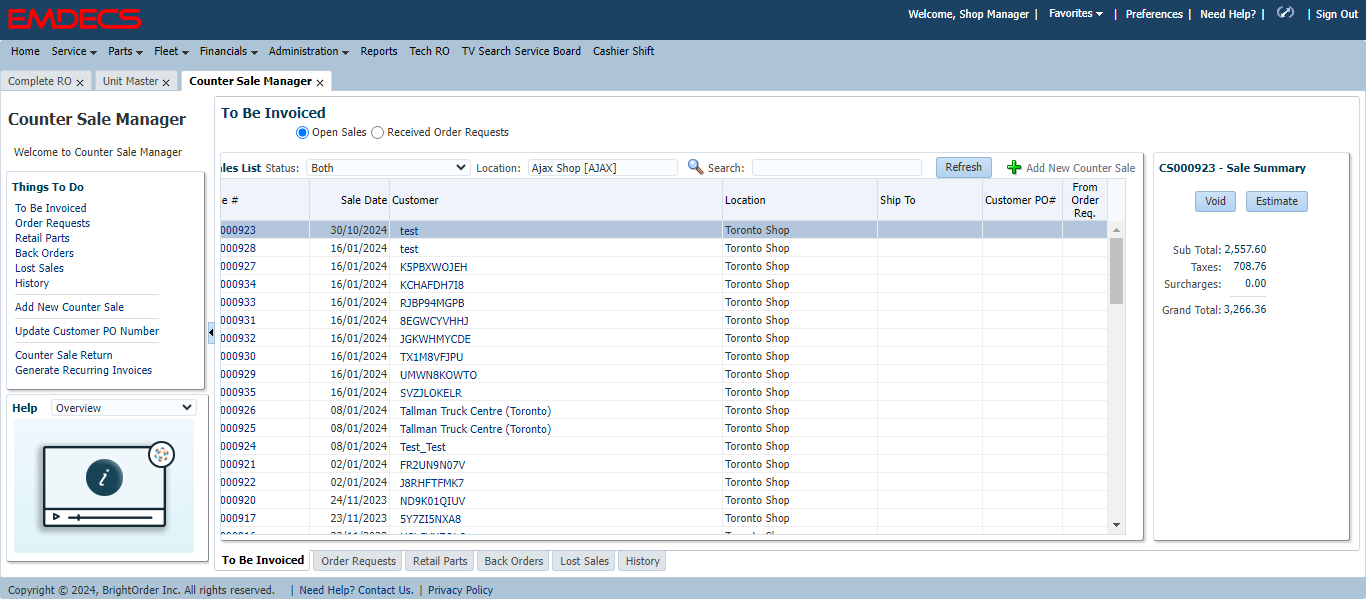 EMDECS
Welcome, Shop Manager | Favorites | Preferences | Need Help? | | Sign Out
Home Service Parts Fleet Financials Administration Reports Tech RO TV Search Service Board Cashier Shift
Complete RO Unit Master Counter Sale Manager
Counter Sale Manager
Welcome to Counter Sale Manager
Things To Do
To Be Invoiced
Order Requests
Retail Parts
Back Orders
Lost Sales
History
Add New Counter Sale
Update Customer PO Number
Counter Sale Return
Generate Recurring Invoices
Help Overview
i
To Be Invoiced
Open Sales Received Order Requests
ales List Status: Both Location: Ajax Shop [AJAX] Search: Refresh Add New Counter Sale
e # Sale Date Customer Location Ship To Customer PO# From Order Req.
000923 30/10/2024 test Toronto Shop
000928 16/01/2024 test Toronto Shop
000927 16/01/2024 K5PBXWOJEH Toronto Shop
000934 16/01/2024 KCHAFDH7I8 Toronto Shop
000933 16/01/2024 RJBP94MGPB Toronto Shop
000931 16/01/2024 8EGWCYVHHJ Toronto Shop
000932 16/01/2024 JGKWHMYCDE Toronto Shop
000930 16/01/2024 TX1M8VFJPU Toronto Shop
000929 16/01/2024 UMWN8KOWTO Toronto Shop
000935 16/01/2024 SVZJLOKELR Toronto Shop
000926 08/01/2024 Tallman Truck Centre (Toronto) Toronto Shop
000925 08/01/2024 Tallman Truck Centre (Toronto) Toronto Shop
000924 08/01/2024 Test_Test Toronto Shop
000921 02/01/2024 FR2UN9N07V Toronto Shop
000922 02/01/2024 J8RHFTFMK7 Toronto Shop
000920 24/11/2023 ND9K01QIUV Toronto Shop
000917 23/11/2023 5Y7ZI5NXA8 Toronto Shop
CS000923 - Sale Summary
Void Estimate
Sub Total: 2,557.60
Taxes: 708.76
Surcharges: 0.00
Grand Total: 3,266.36
To Be Invoiced Order Requests Retail Parts Back Orders Lost Sales History
Copyright © 2024, BrightOrder Inc. All rights reserved. | Need Help? Contact Us. | Privacy Policy